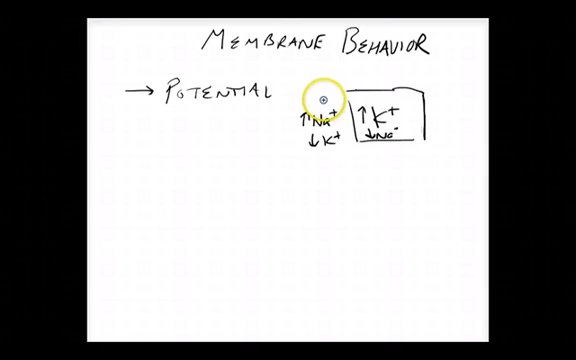 MEMBRANE BEHAVIOR
→ POTENTIAL
↑ Na+ ↑ K+
↓ K+ ↓ Na-